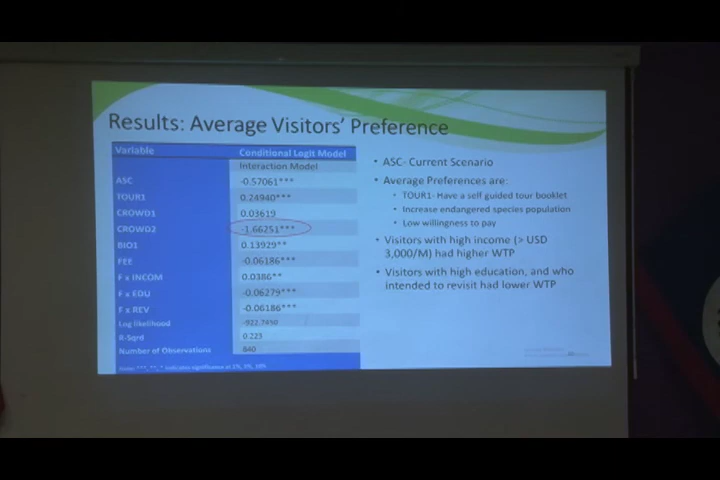 Results: Average Visitors' Preference
Variable Conditional Logit Model
Interaction Model
ASC -0.57061***
TOUR1 0.24940***
CROWD1 0.03619
CROWD2 -1.66251***
BIO1 0.13929**
FEE -0.06186***
F x INCOM 0.0386**
F x EDU -0.06279***
F x REV -0.06186***
Log likelihood -922.7450
R-Sqrd 0.223
Number of Observations 840
Note: ***, **, * indicates significance at 1%, 5%, 10%
• ASC- Current Scenario
• Average Preferences are:
• TOUR1- Have a self guided tour booklet
• Increase endangered species population
• Low willingness to pay
• Visitors with high income (> USD
3,000/M) had higher WTP
• Visitors with high education, and who
intended to revisit had lower WTP